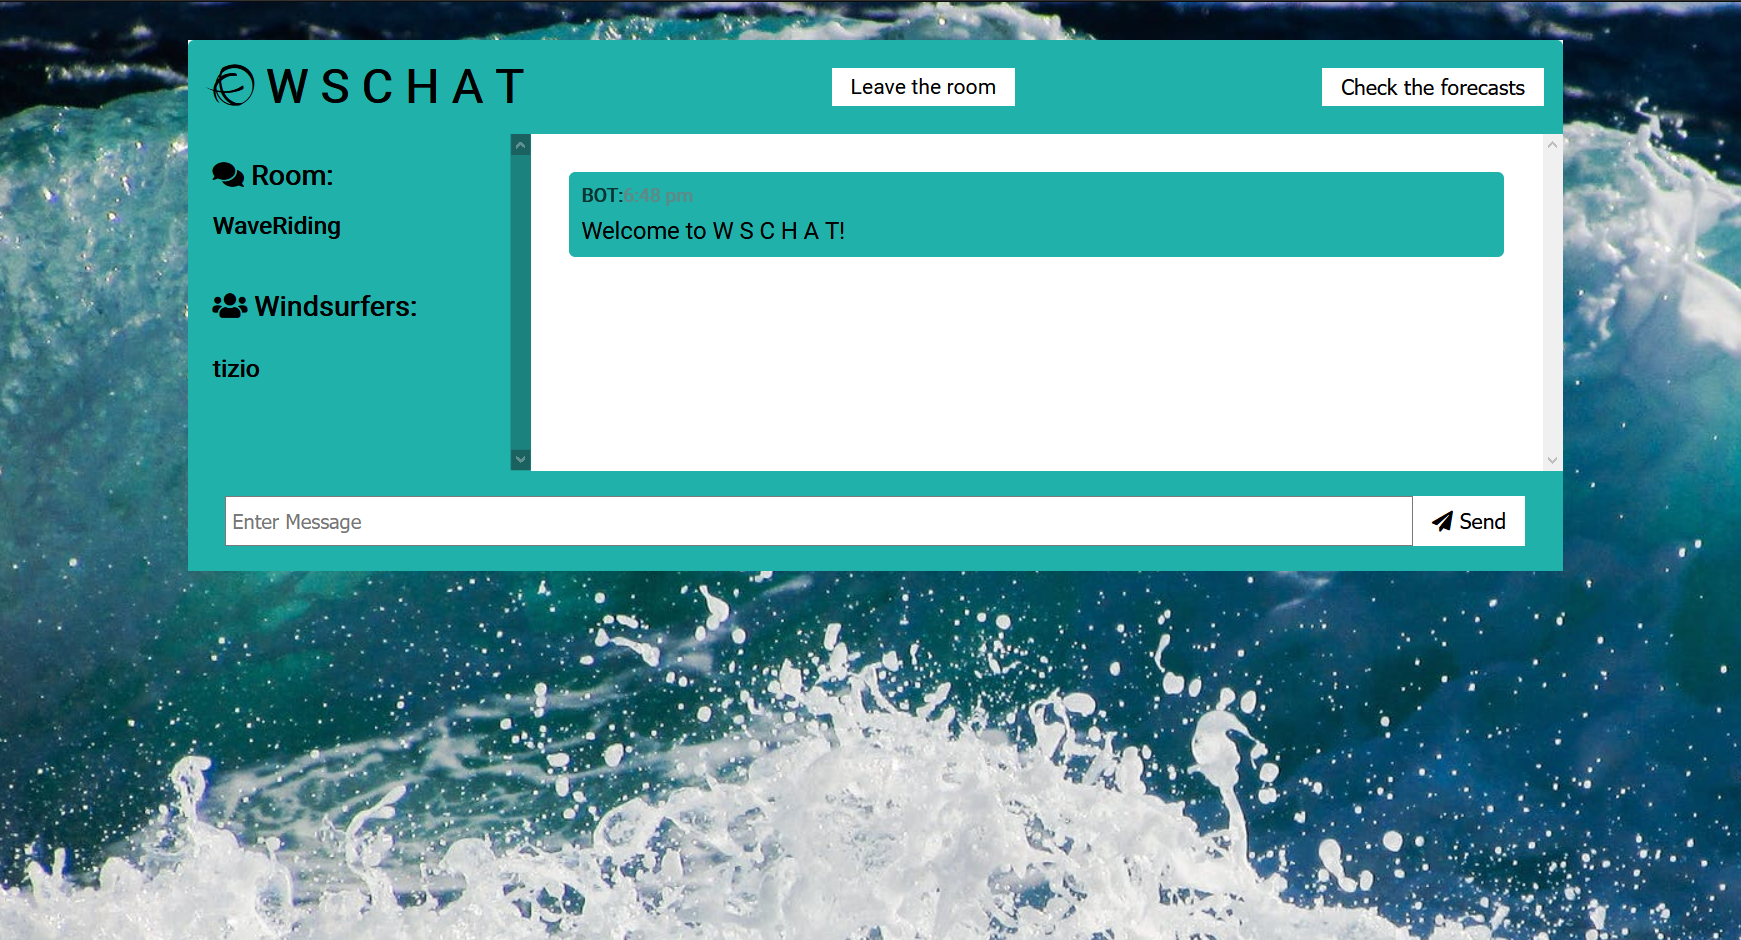 W S C H A T
Leave the room
Check the forecasts
Room:
WaveRiding
Windsurfers:
tizio
BOT:6:48 pm
Welcome to W S C H A T!
Enter Message
Send